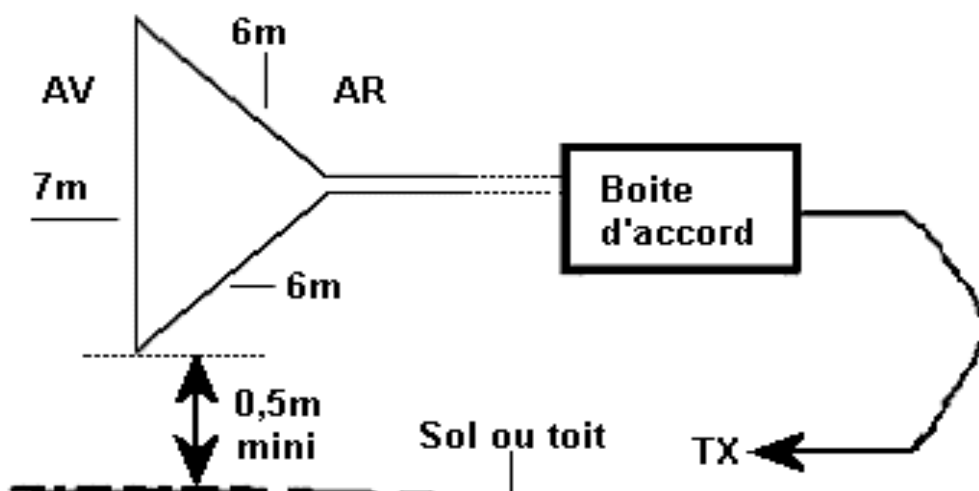 6m
AV
AR
7m
Boite
d'accord
6m
0,5m
mini
Sol ou toit
TX